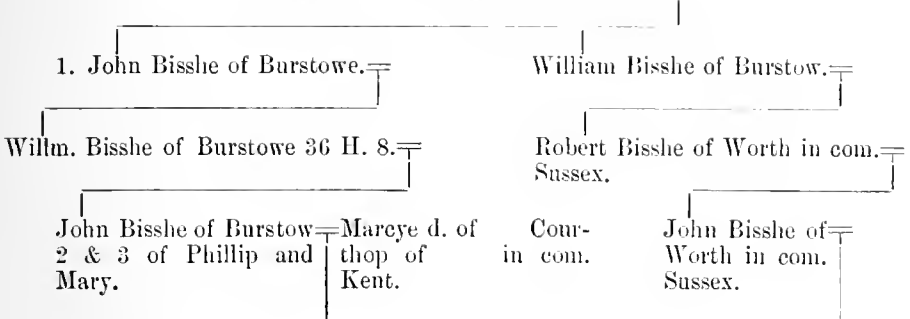 1. John Bisshe of Burstowe.
William Bisshe of Burstow.
Willm. Bisshe of Burstowe 36 H. 8.
Robert Bisshe of Worth in com.
Sussex.
John Bisshe of Burstow
2 & 3 of Phillip and
Mary.
Marcye d. of Cour-
thop of in com.
Kent.
John Bisshe of
Worth in com.
Sussex.